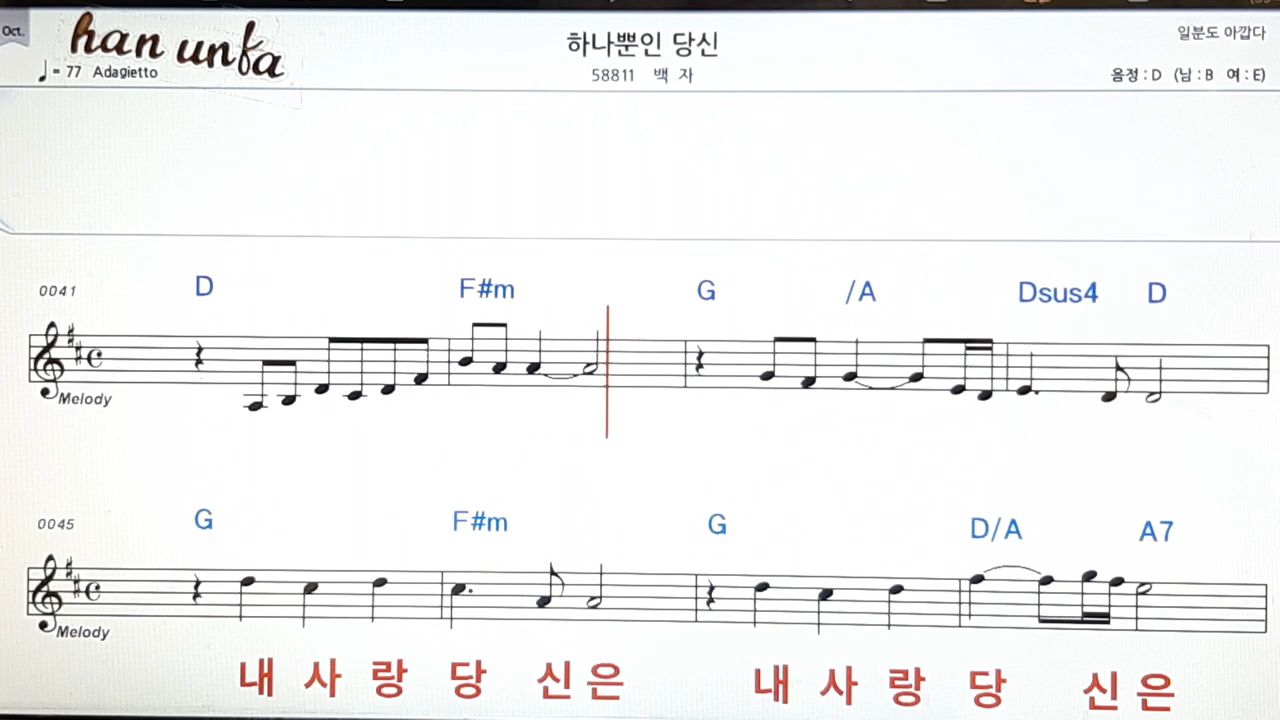 Oct.
han unfa
하나뿐인 당신
일분도 아깝다
♩= 77 Adagietto
58811 백 자
음정 : D (남 : B 여 : E)
D F#m G /A Dsus4 D
0041
Melody
G F#m G D/A A7
0045
Melody
내 사 랑 당 신 은 내 사 랑 당 신 은